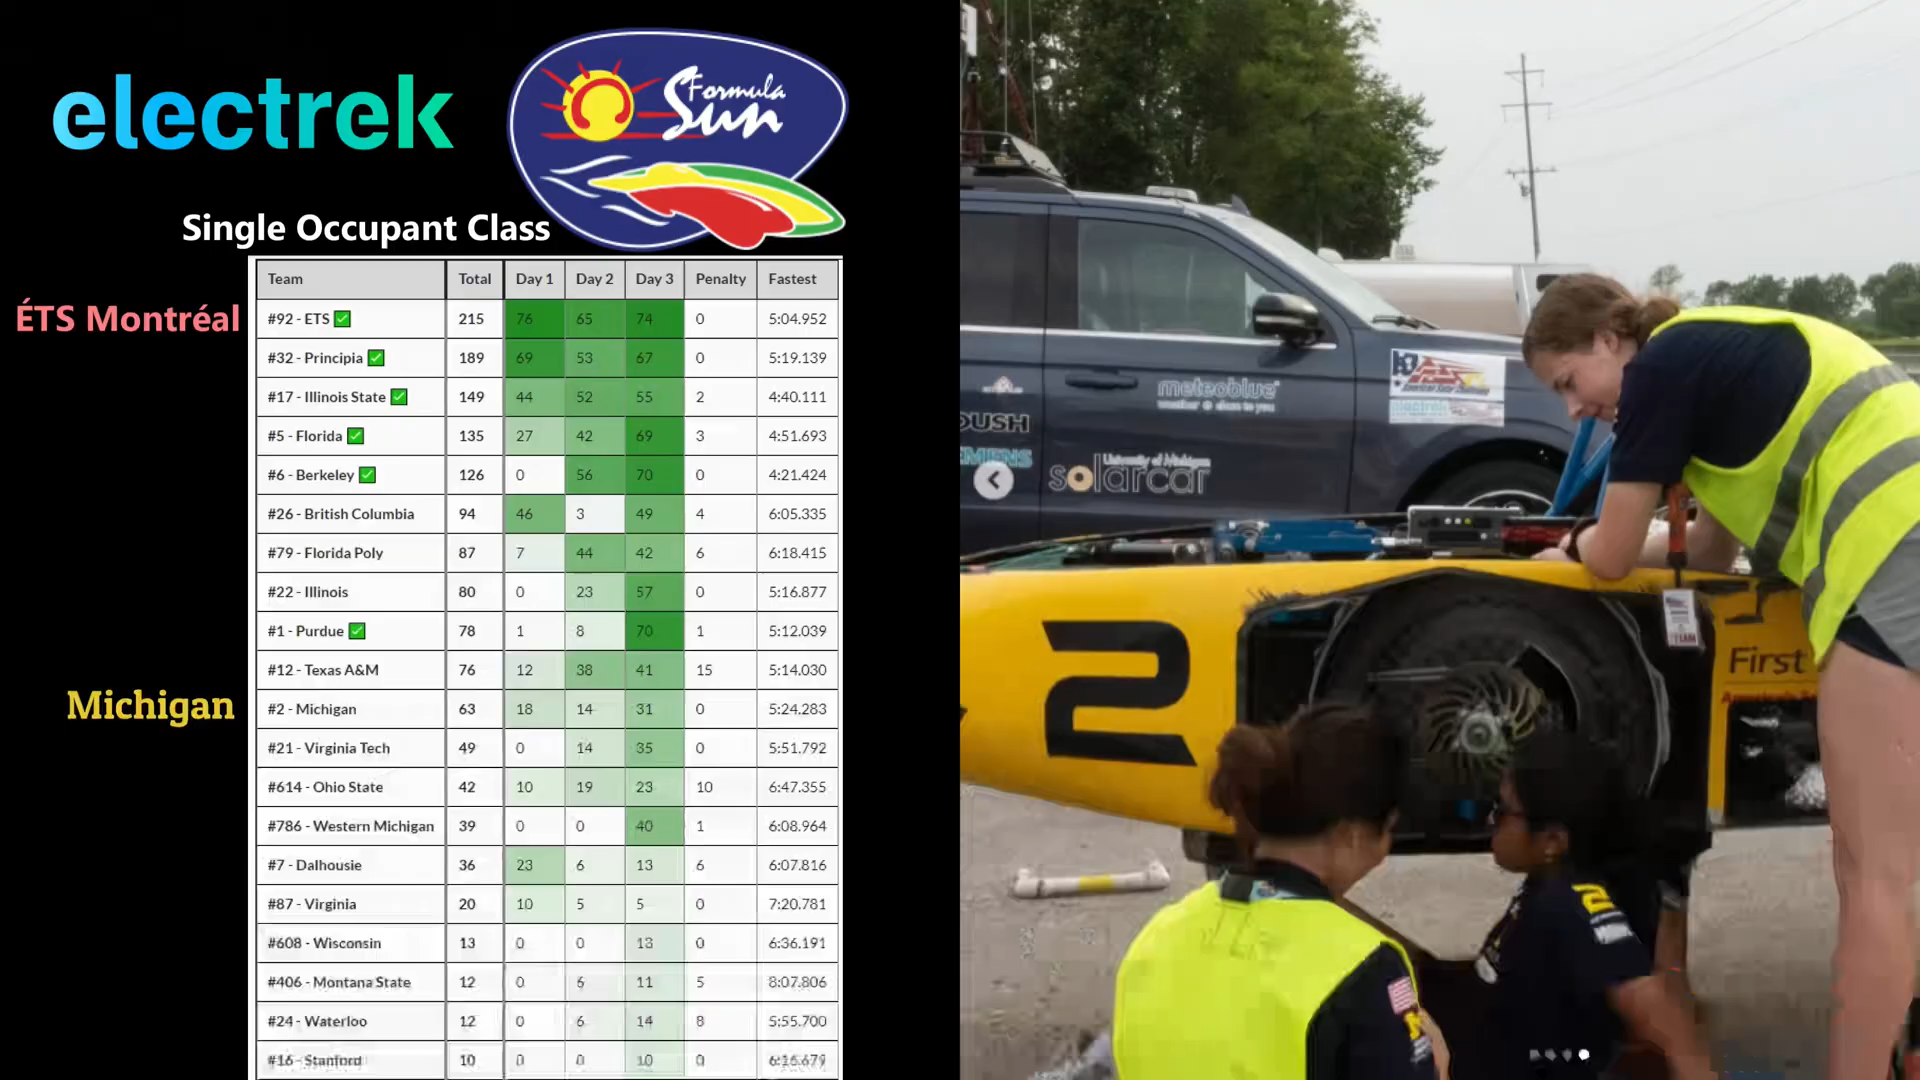 electrek
Formula
Sun
Single Occupant Class
ÉTS Montréal
Michigan
Team Total Day 1 Day 2 Day 3 Penalty Fastest
#92 - ETS ✅ 215 76 65 74 0 5:04.952
#32 - Principia ✅ 189 69 53 67 0 5:19.139
#17 - Illinois State ✅ 149 44 52 55 2 4:40.111
#5 - Florida ✅ 135 27 42 69 3 4:51.693
#6 - Berkeley ✅ 126 0 56 70 0 4:21.424
#26 - British Columbia 94 46 3 49 4 6:05.335
#79 - Florida Poly 87 7 44 42 6 6:18.415
#22 - Illinois 80 0 23 57 0 5:16.877
#1 - Purdue ✅ 78 1 8 70 1 5:12.039
#12 - Texas A&M 76 12 38 41 15 5:14.030
#2 - Michigan 63 18 14 31 0 5:24.283
#21 - Virginia Tech 49 0 14 35 0 5:51.792
#614 - Ohio State 42 10 19 23 10 6:47.355
#786 - Western Michigan 39 0 0 40 1 6:08.964
#7 - Dalhousie 36 23 6 13 6 6:07.816
#87 - Virginia 20 10 5 5 0 7:20.781
#608 - Wisconsin 13 0 0 13 0 6:36.191
#406 - Montana State 12 0 6 11 5 8:07.806
#24 - Waterloo 12 0 6 14 8 5:55.700
#16 - Stanford 10 0 0 10 0 6:16.679
meteoblue
weather @ close to you
University of Michigan
solarcar
2
First
2